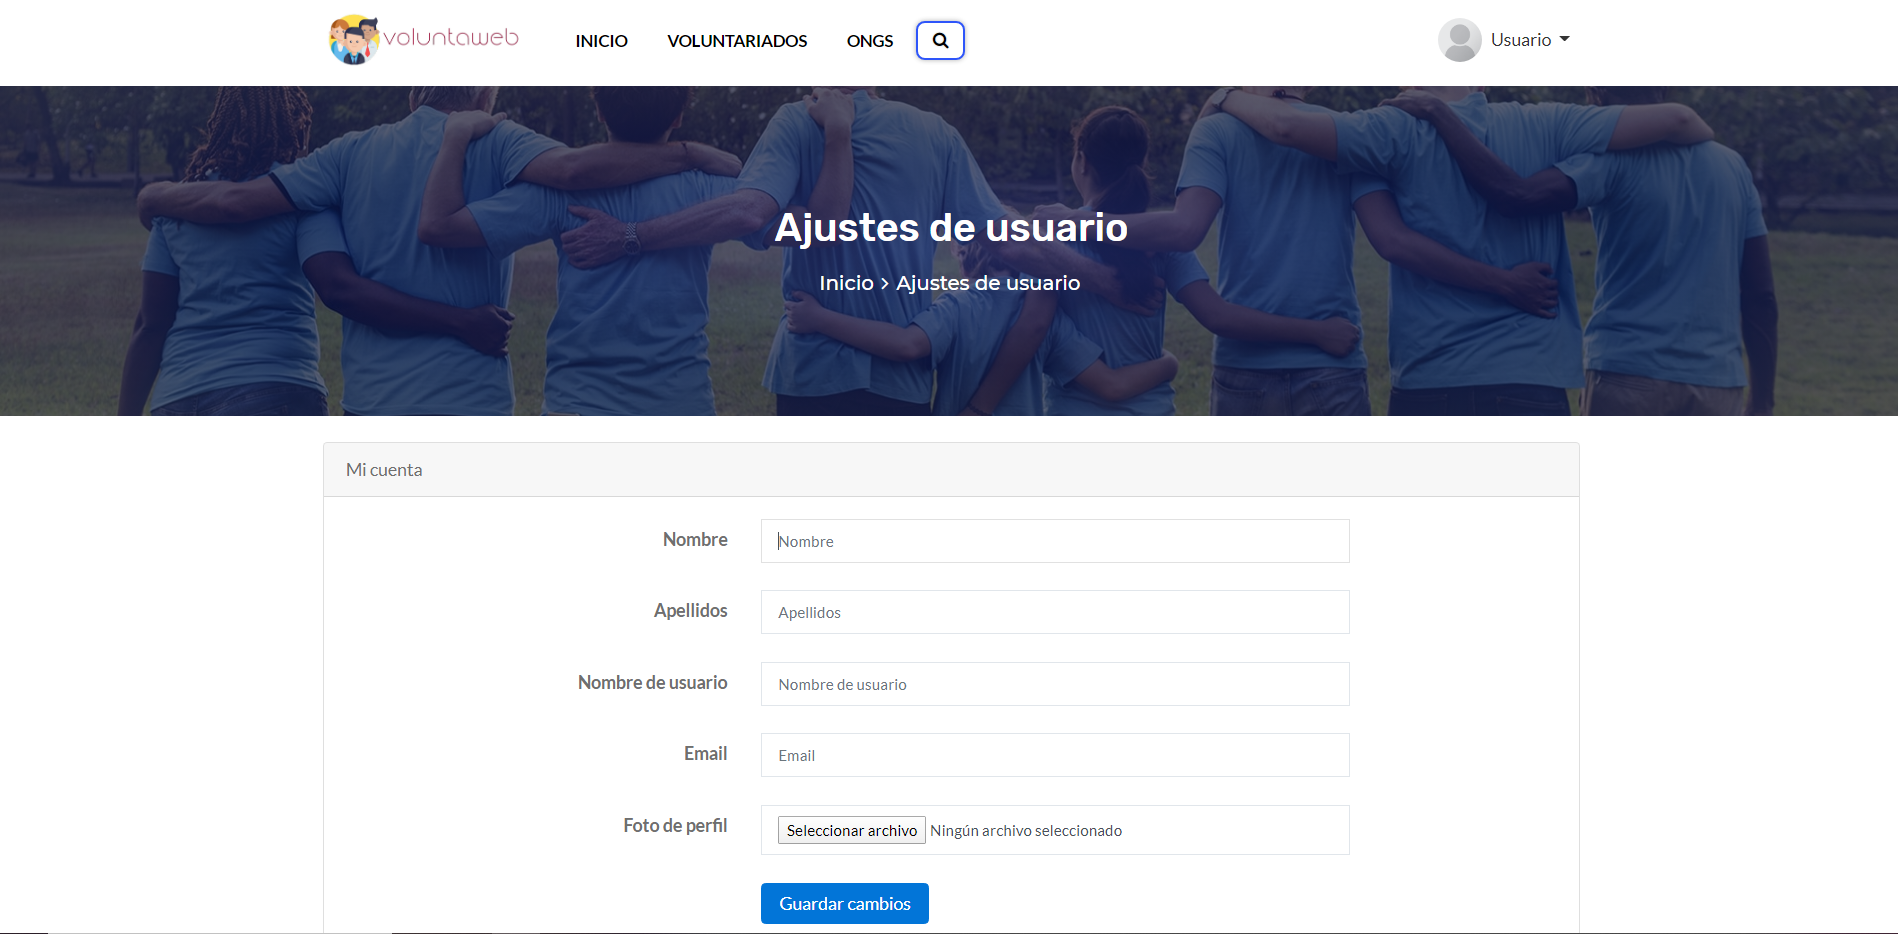 voluntaweb
INICIO
VOLUNTARIADOS
ONGS
Usuario
Ajustes de usuario
Inicio > Ajustes de usuario
Mi cuenta
Nombre
Nombre
Apellidos
Apellidos
Nombre de usuario
Nombre de usuario
Email
Email
Foto de perfil
Seleccionar archivo Ningún archivo seleccionado
Guardar cambios